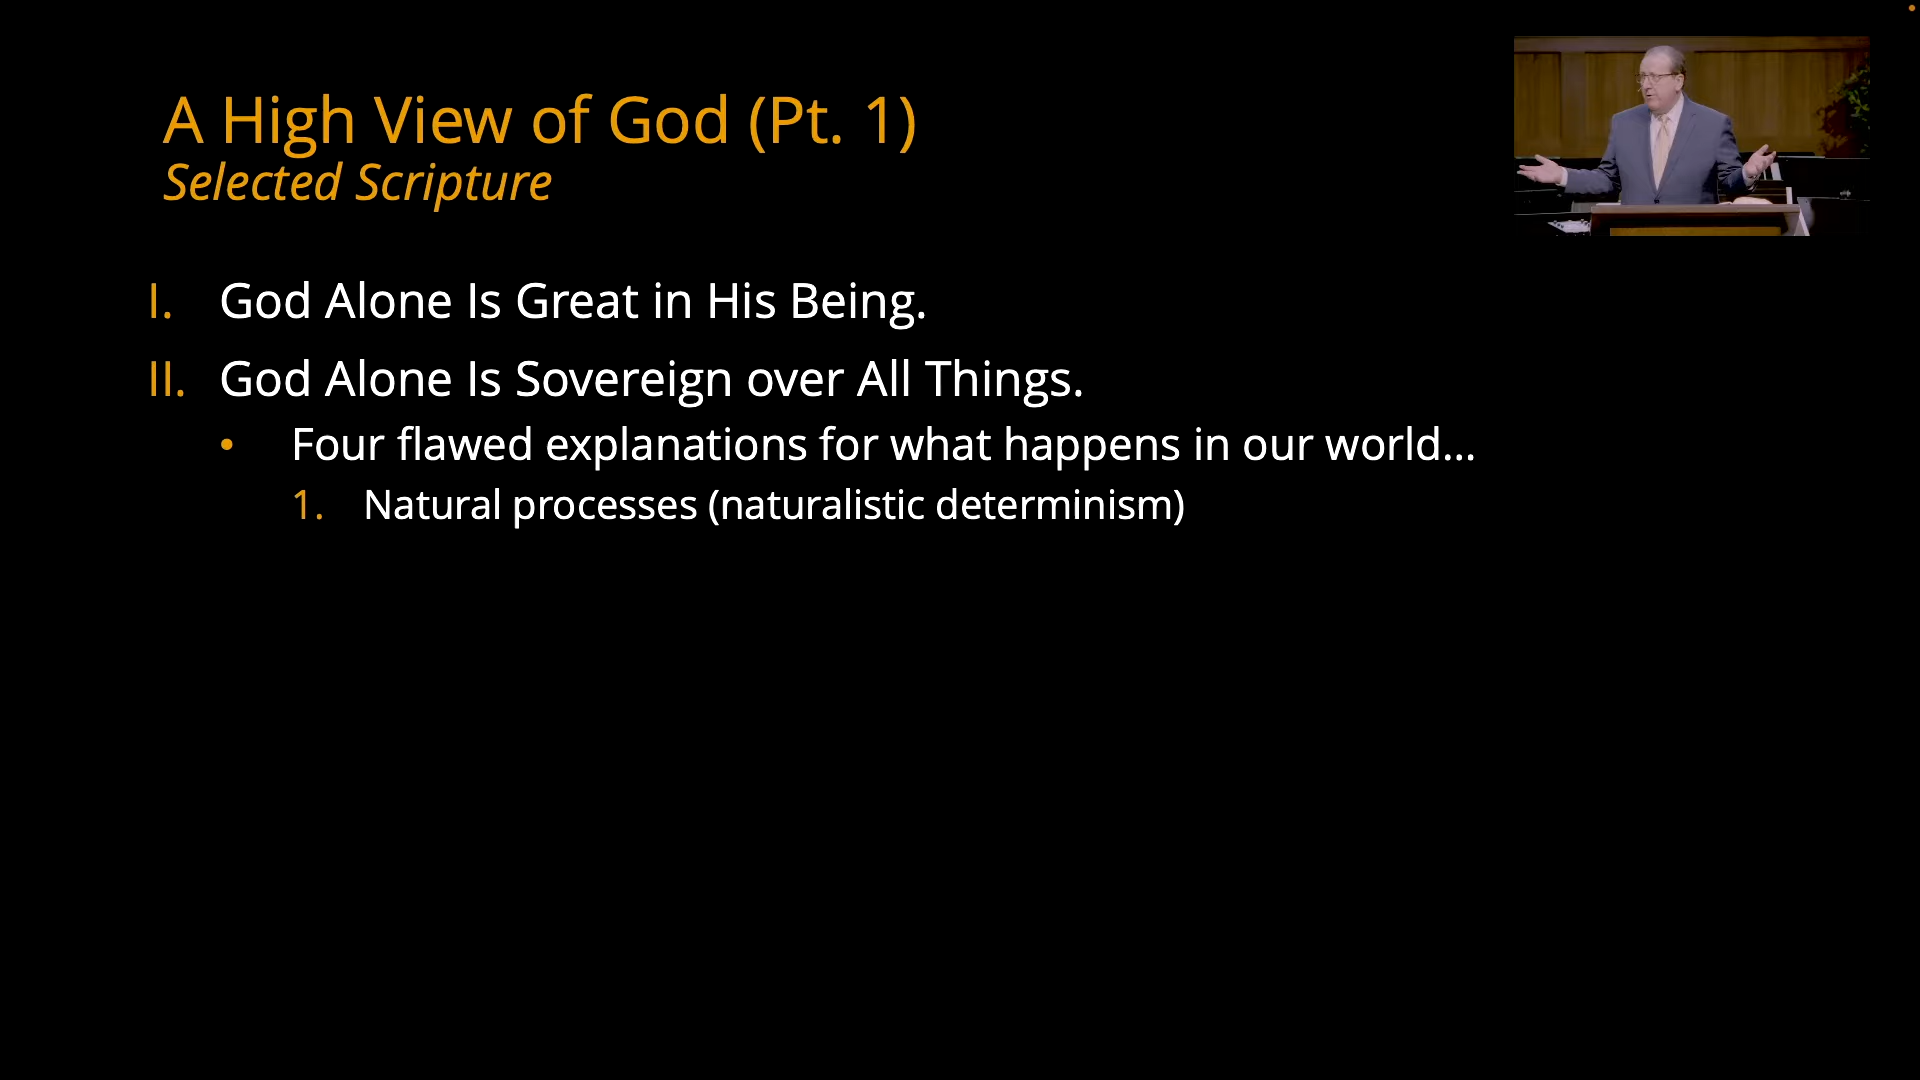 A High View of God (Pt. 1)
Selected Scripture
I. God Alone Is Great in His Being.
II. God Alone Is Sovereign over All Things.
• Four flawed explanations for what happens in our world...
1. Natural processes (naturalistic determinism)